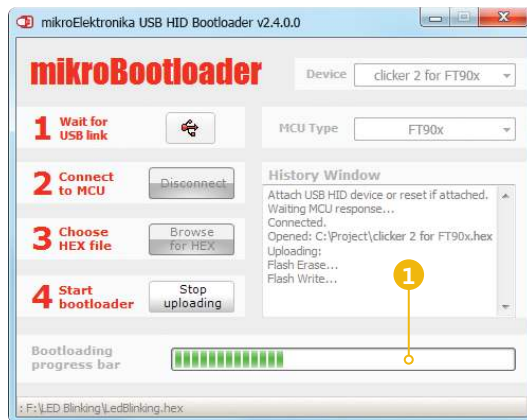 mikroElektronika USB HID Bootloader v2.4.0.0
mikroBootloader
Device
clicker 2 for FT90x
1 Wait for
USB link
MCU Type
FT90x
2 Connect
to MCU
Disconnect
History Window
Attach USB HID device or reset if attached.
Waiting MCU response...
Connected.
Opened: C:\Project\clicker 2 for FT90x.hex
Uploading:
Flash Erase...
Flash Write...
3 Choose
HEX file
Browse
for HEX
4 Start
bootloader
Stop
uploading
1
Bootloading
progress bar
: F:\LED Blinking\LedBlinking.hex